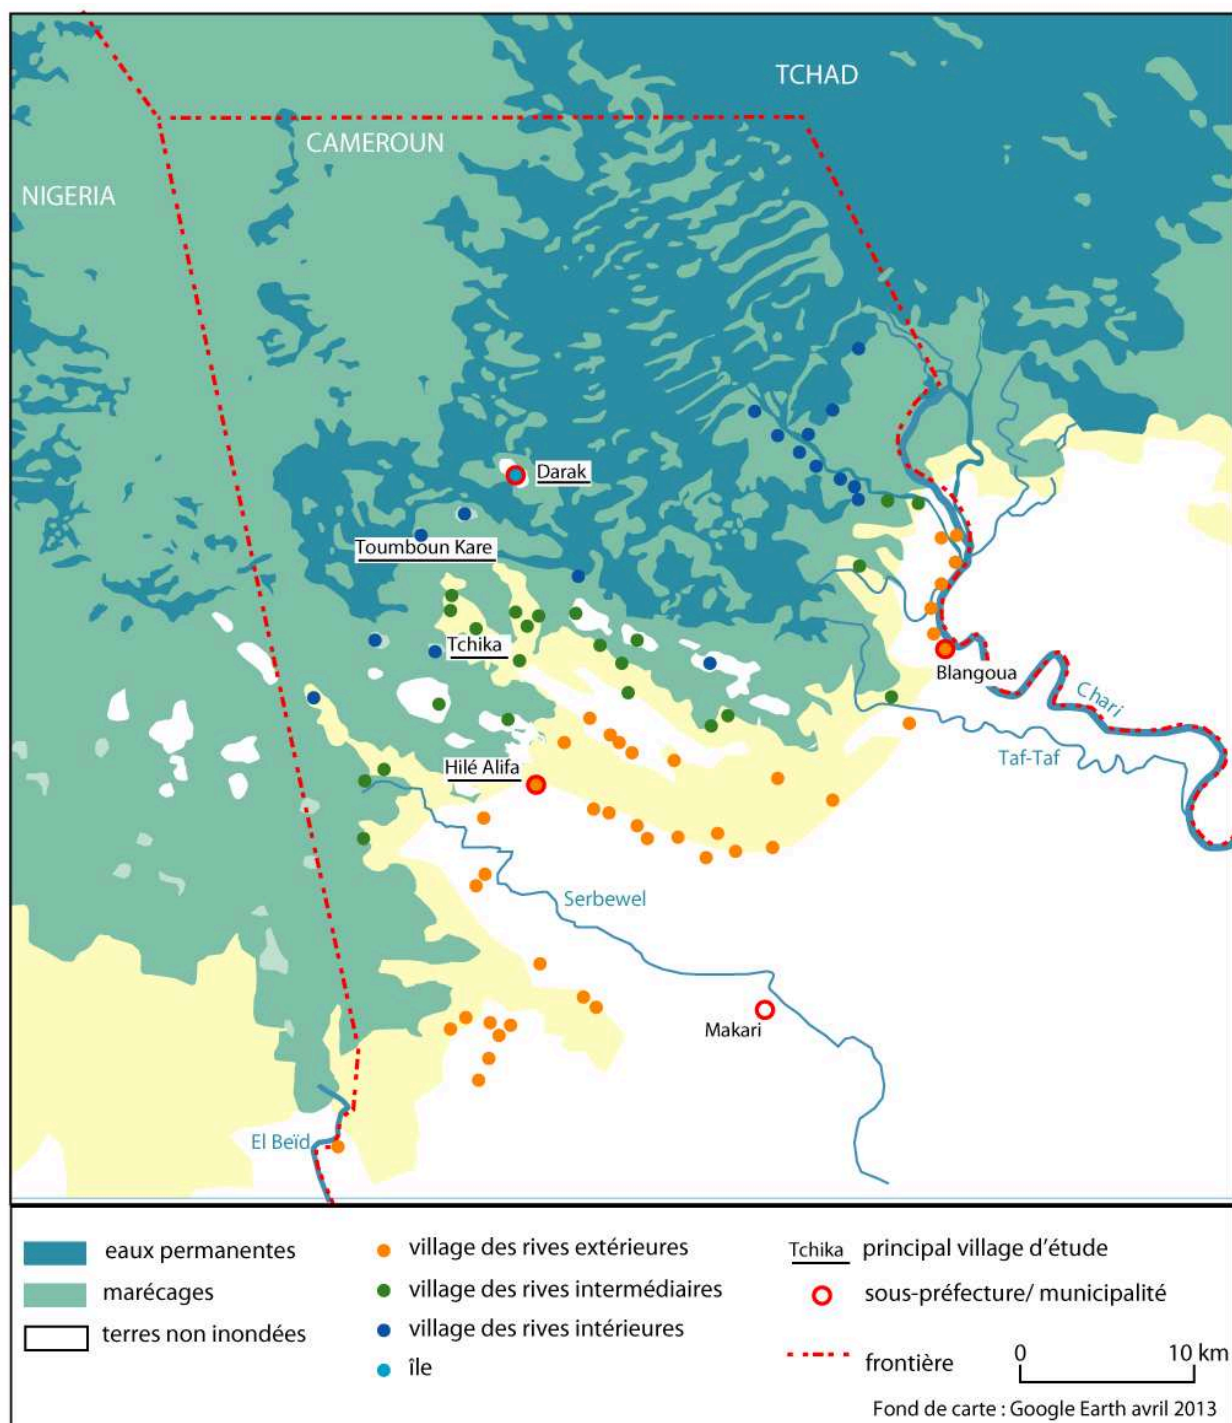 TCHAD
CAMEROUN
NIGERIA
Darak
Toumboun Kare
Tchika
Blangoua
Chari
Taf-Taf
Hilé Alifa
Serbewel
Makari
El Beïd
eaux permanentes
marécages
terres non inondées
village des rives extérieures
village des rives intermédiaires
village des rives intérieures
île
Tchika principal village d'étude
sous-préfecture/ municipalité
frontière
0 10 km
Fond de carte : Google Earth avril 2013